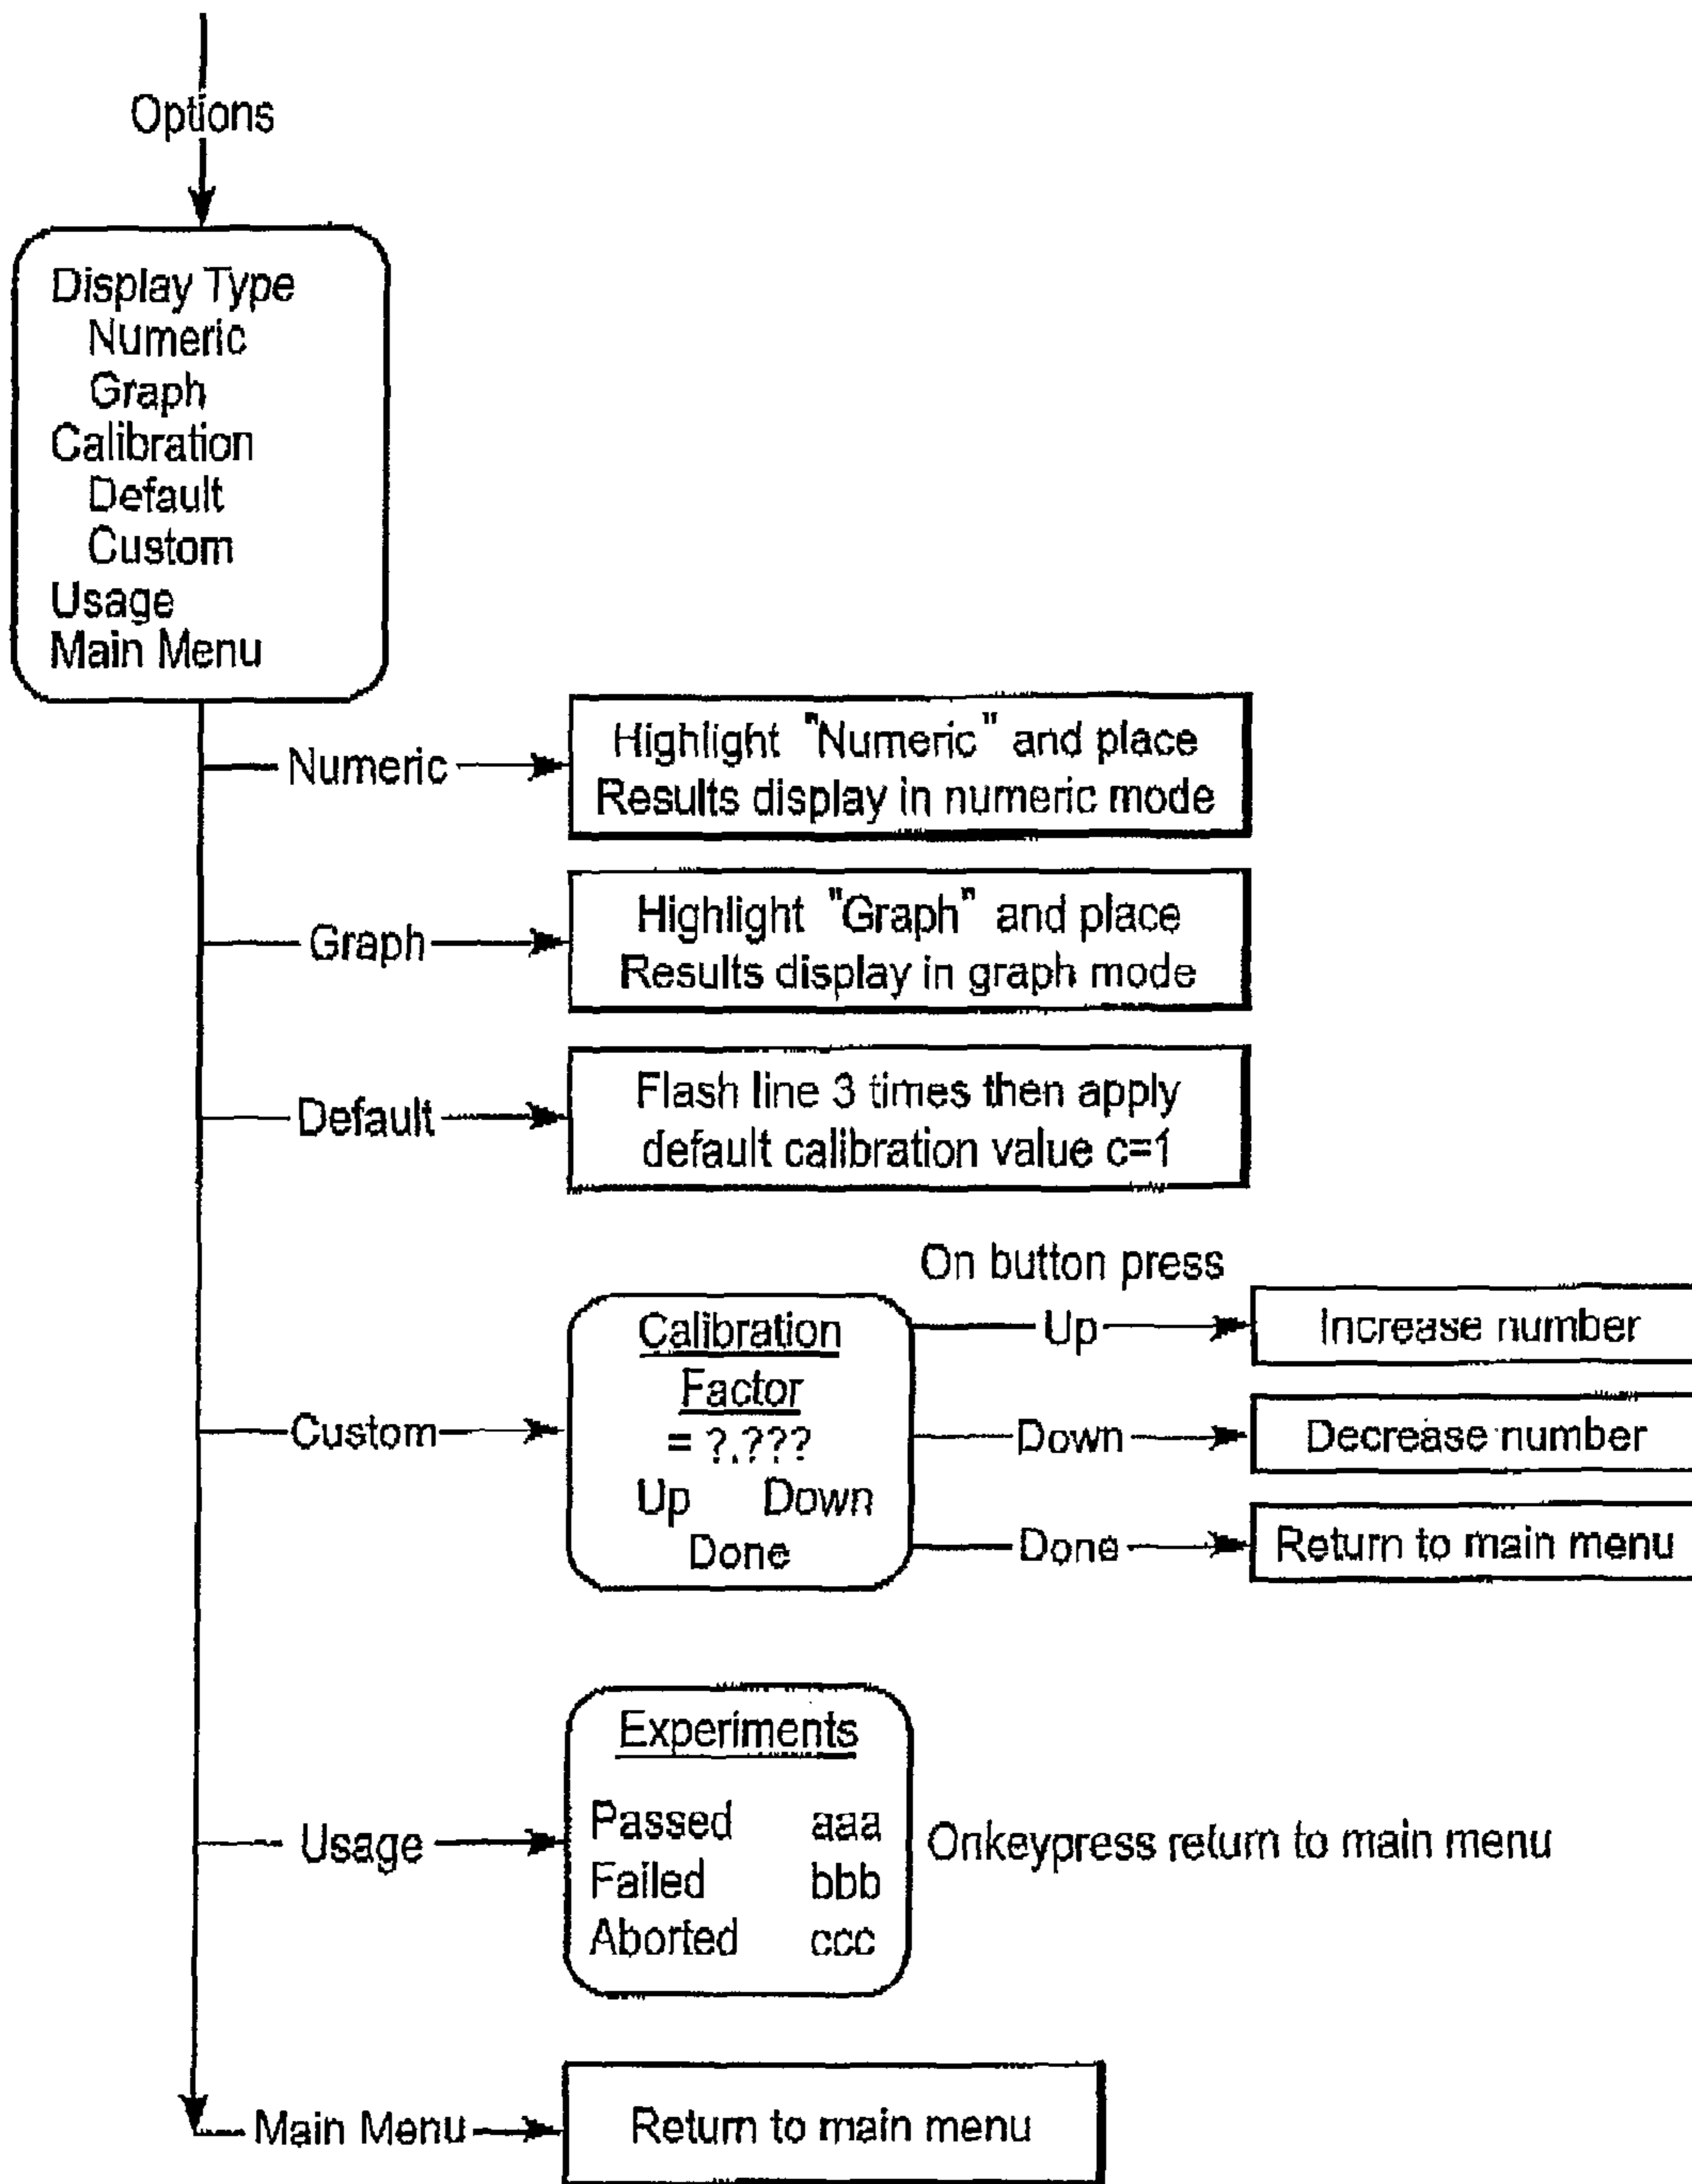 Options
Display Type
Numeric
Graph
Calibration
Default
Custom
Usage
Main Menu
Numeric
Highlight "Numeric" and place
Results display in numeric mode
Graph
Highlight "Graph" and place
Results display in graph mode
Default
Flash line 3 times then apply
default calibration value c=1
Custom
Calibration
Factor
= ?.???
Up Down
Done
On button press
Up
Increase number
Down
Decrease number
Done
Return to main menu
Usage
Experiments
Passed aaa
Failed bbb
Aborted ccc
Onkeypress return to main menu
Main Menu
Return to main menu